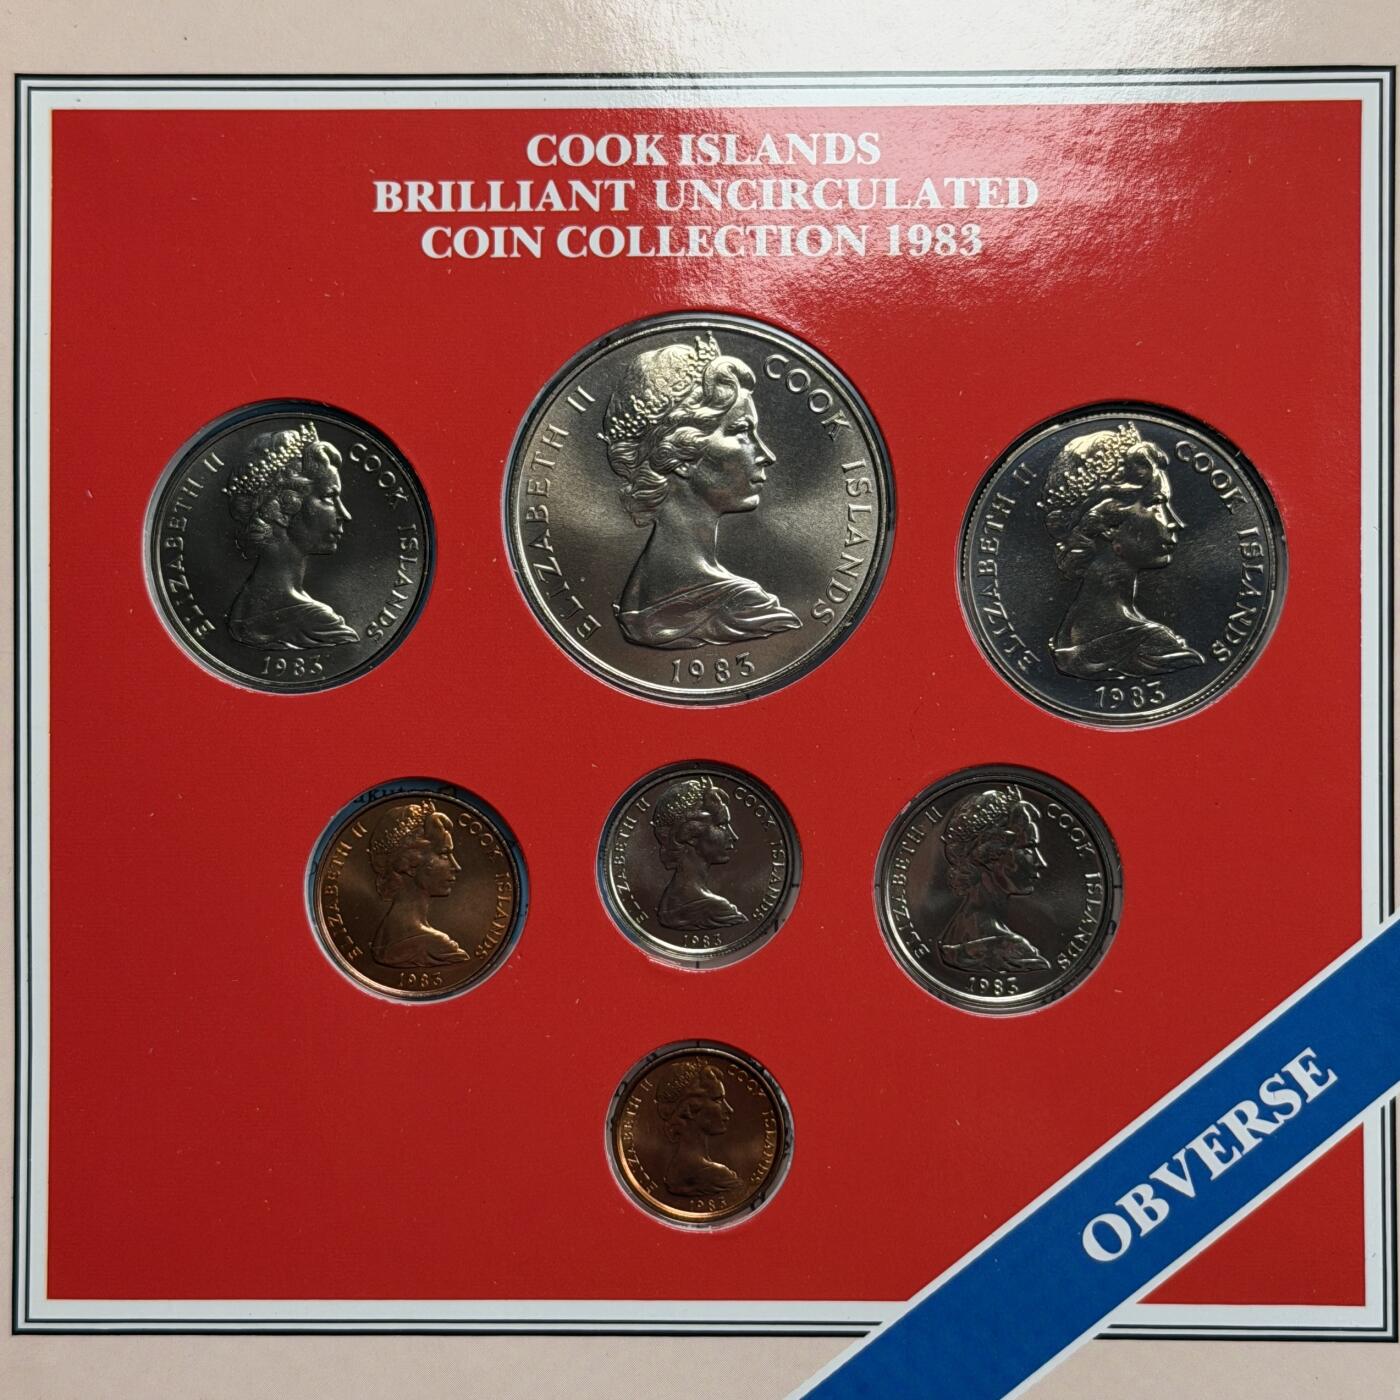 COOK ISLANDS
BRILLIANT UNCIRCULATED
COIN COLLECTION 1983
ELIZABETH II COOK ISLANDS
1983
ELIZABETH II COOK ISLANDS
1983
ELIZABETH II COOK ISLANDS
1983
ELIZABETH II COOK ISLANDS
1983
ELIZABETH II COOK ISLANDS
1983
ELIZABETH II COOK ISLANDS
1983
ELIZABETH II COOK ISLANDS
1983
OBVERSE